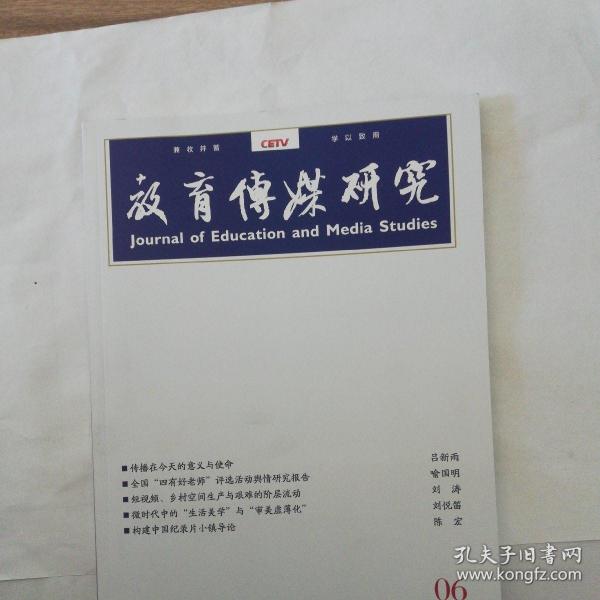 兼收并蓄 CETV 学以致用
教育傳媒研究
Journal of Education and Media Studies
■ 传播在今天的意义与使命 吕新雨
■ 全国“四有好老师”评选活动舆情研究报告 喻国明
■ 短视频、乡村空间生产与艰难的阶层流动 刘涛
■ 微时代中的“生活美学”与“审美虚薄化” 刘悦笛
■ 构建中国纪录片小镇导论 陈宏
06
孔夫子旧书网
www.kongfz.com